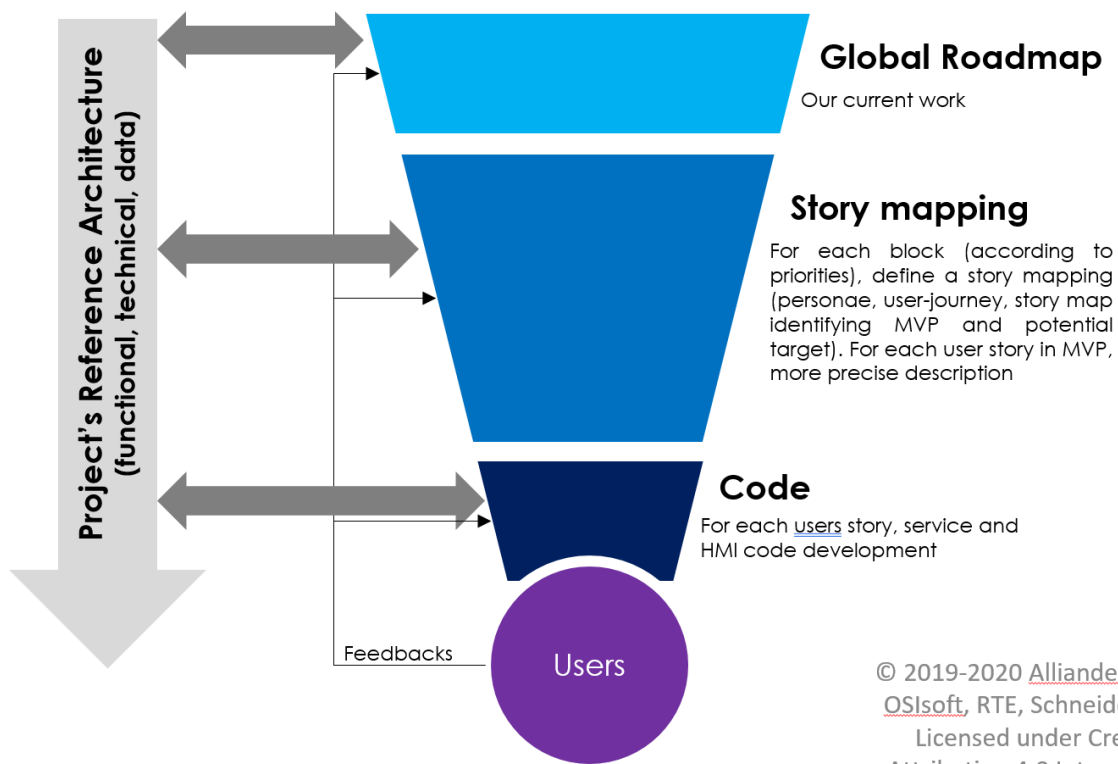 Project's Reference Architecture
(functional, technical, data)
Global Roadmap
Our current work
Story mapping
For each block (according to
priorities), define a story mapping
(personae, user-journey, story map
identifying MVP and potential
target). For each user story in MVP,
more precise description
Code
For each users story, service and
HMI code development
Feedbacks
Users
© 2019-2020 Alliande
OSIsoft, RTE, Schneid
Licensed under Cre